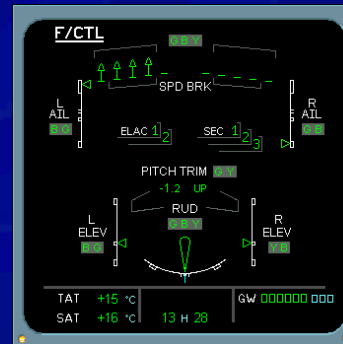 F/CTL
G B Y
SPD BRK
L AIL
B G
R AIL
G B
ELAC 1 2
SEC 1 2 3
PITCH TRIM G Y
-1.2 UP
RUD
G B Y
L ELEV
B G
R ELEV
Y B
TAT +15 °C
GW
SAT +16 °C
13 H 28